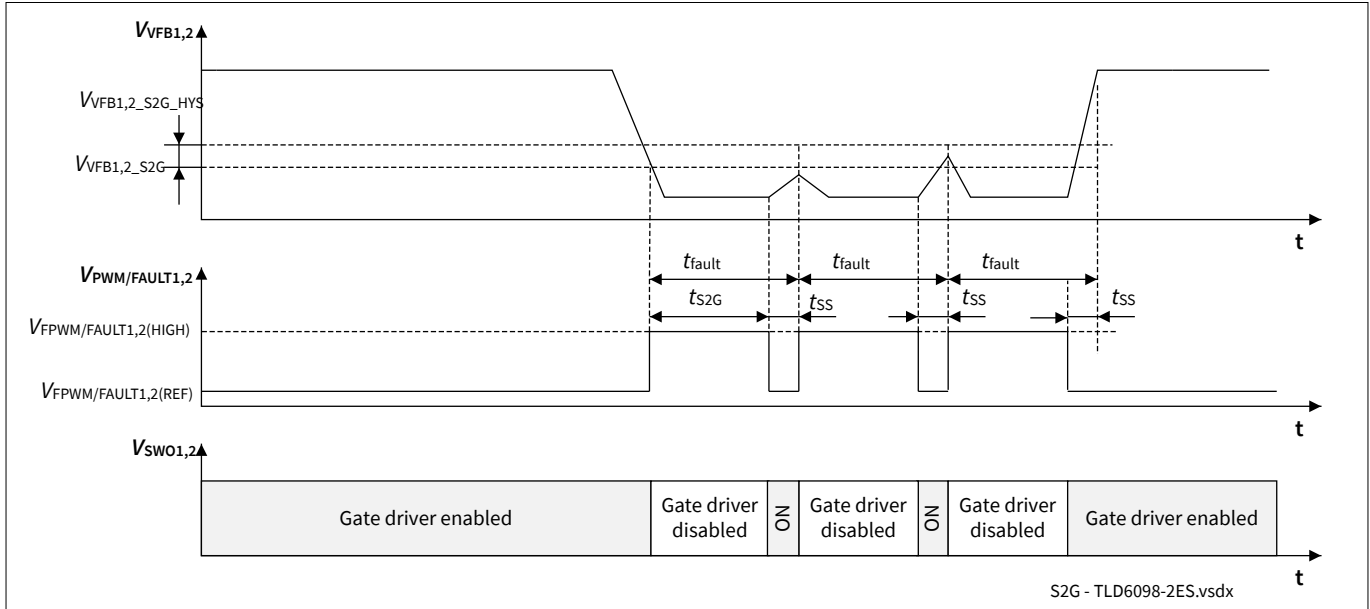 VVFB1,2
VVFB1,2_S2G_HYS
VVFB1,2_S2G
t
VPWM/FAULT1,2
tfault tfault tfault
tS2G tSS tSS tSS
VFPWM/FAULT1,2(HIGH)
VFPWM/FAULT1,2(REF)
t
VSWO1,2
Gate driver enabled
Gate driver
disabled
ON
Gate driver
disabled
ON
Gate driver
disabled
Gate driver enabled
t
S2G - TLD6098-2ES.vsdx